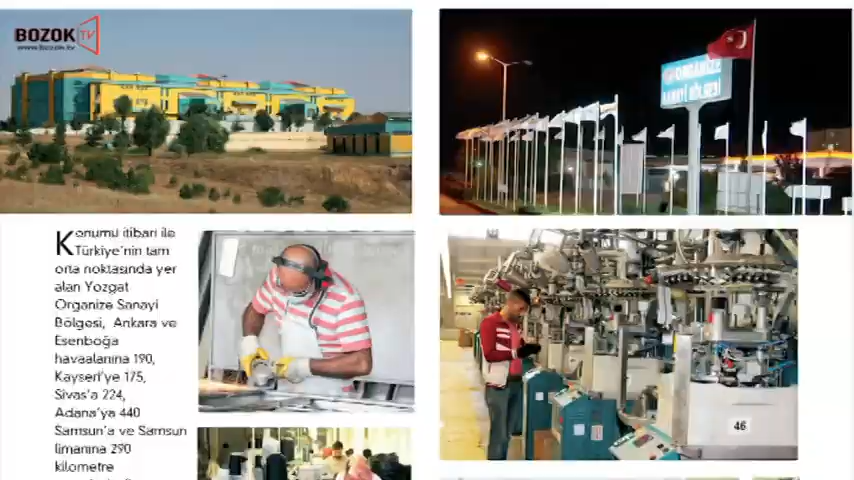 BOZOK TV
www.bozok.tv
ORGANİZE
SANAYİ BÖLGESİ
Konumu itibari ile
Türkiye'nin tam
orta noktasında yer
alan Yozgat
Organize Sanayi
Bölgesi, Ankara ve
Esenboğa
havaalanına 190,
Kayseri'ye 175,
Sivas'a 224,
Adana'ya 440
Samsun'a ve Samsun
limanına 290
kilometre
46